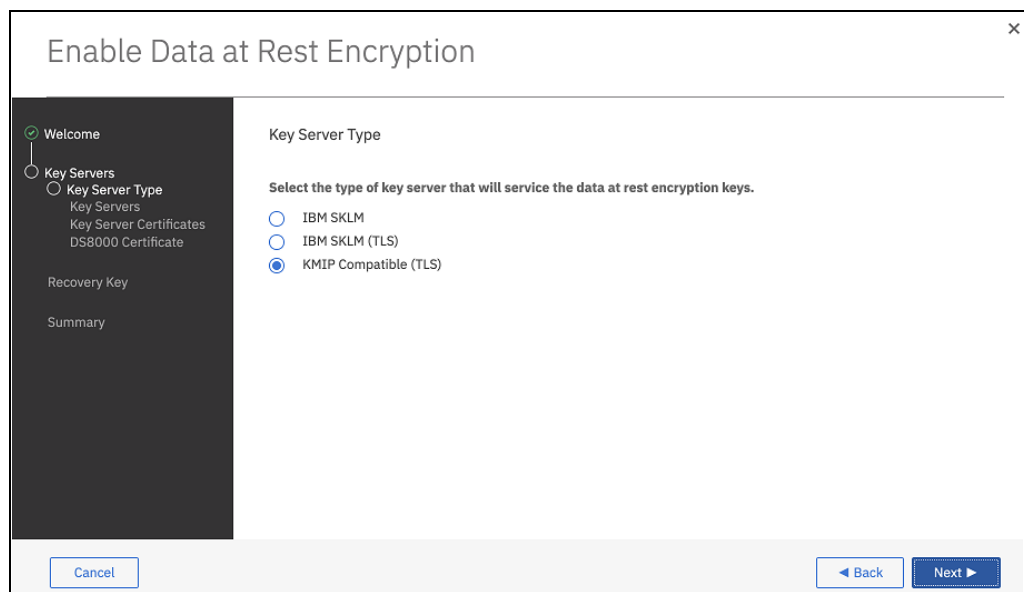 Enable Data at Rest Encryption
Welcome
Key Servers
Key Server Type
Key Servers
Key Server Certificates
DS8000 Certificate
Recovery Key
Summary
Key Server Type
Select the type of key server that will service the data at rest encryption keys.
IBM SKLM
IBM SKLM (TLS)
KMIP Compatible (TLS)
Cancel
Back
Next